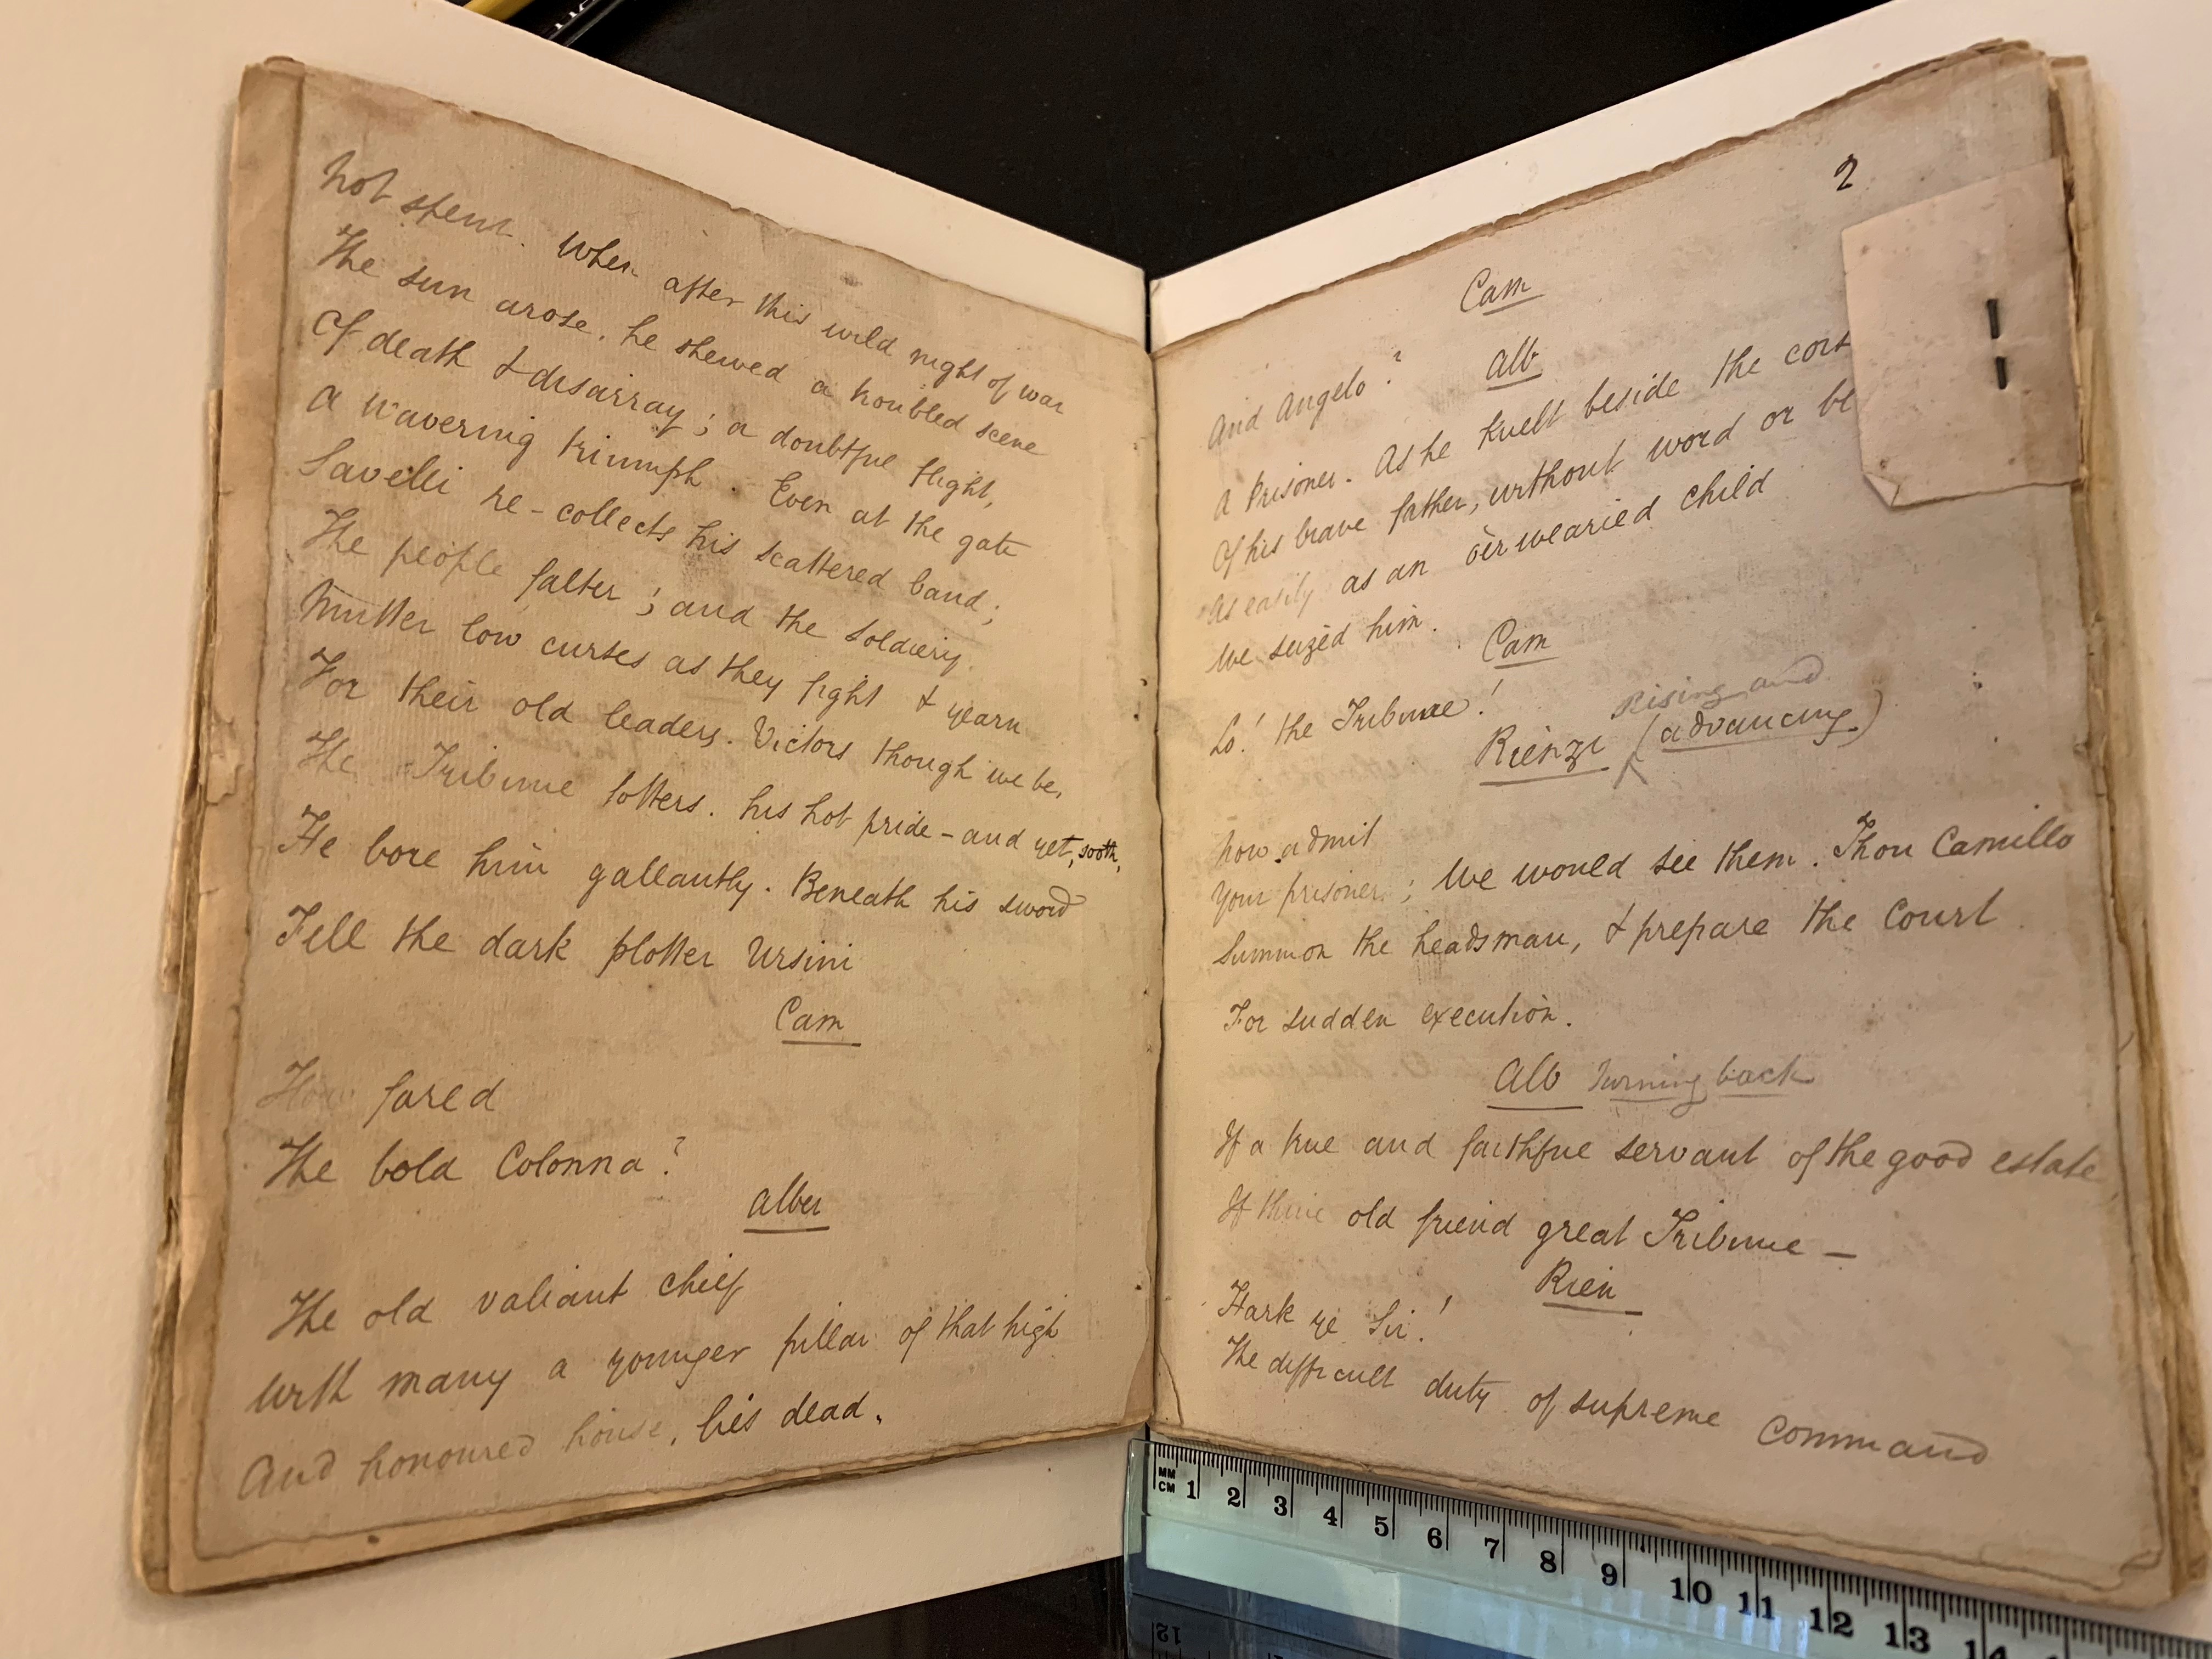 not spent. When after this wild night of war
The sun arose, he shewed a troubled scene
Of death & disarray; a doubtful flight,
A wavering triumph. Even at the gate
Savelli re-collects his scattered band;
The people falter; and the soldiery
Mutter low curses as they fight & yearn
For their old leaders. Victors though we be,
The Tribune totters. his hot pride - and yet, sooth,
He bore him gallantly. Beneath his sword
Fell the dark plotter Ursini
Cam
How fared
The bold Colonna?
Alber
The old valiant chief
With many a younger pillar of that high
And honoured house, lies dead.
2
Cam
And Angelo?
Alb
A Prisoner. As he knelt beside the cors
Of his brave father, without word or bl
As easily as an o'erwearied child
We seized him.
Cam
Lo! the Tribune!
Rising and
Rienzi (advancing)
now admit
Your prisoner; We would see them. Thou Camillo
Summon the headsman, & prepare the Court
For sudden execution.
Alb Turning back
If a true and faithful servant of the good estate,
If thine old friend great Tribune —
Rien
Hark ye Sir!
The difficult duty of supreme command
MM
CM 1 2 3 4 5 6 7 8 9 10 11 12 13 14
12